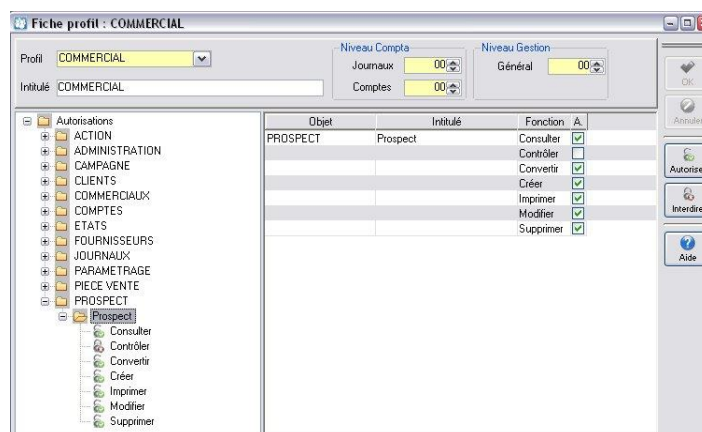 Fiche profil : COMMERCIAL
Niveau Compta
Niveau Gestion
Profil COMMERCIAL
Journaux 00
Général 00
Intitulé COMMERCIAL
Comptes 00
OK
Annuler
Autorise
Interdire
Aide
Autorisations
ACTION
ADMINISTRATION
CAMPAGNE
CLIENTS
COMMERCIAUX
COMPTES
ETATS
FOURNISSEURS
JOURNAUX
PARAMETRAGE
PIECE VENTE
PROSPECT
Prospect
Consulter
Contrôler
Convertir
Créer
Imprimer
Modifier
Supprimer
Objet Intitulé Fonction A.
PROSPECT Prospect Consulter
Contrôler
Convertir
Créer
Imprimer
Modifier
Supprimer